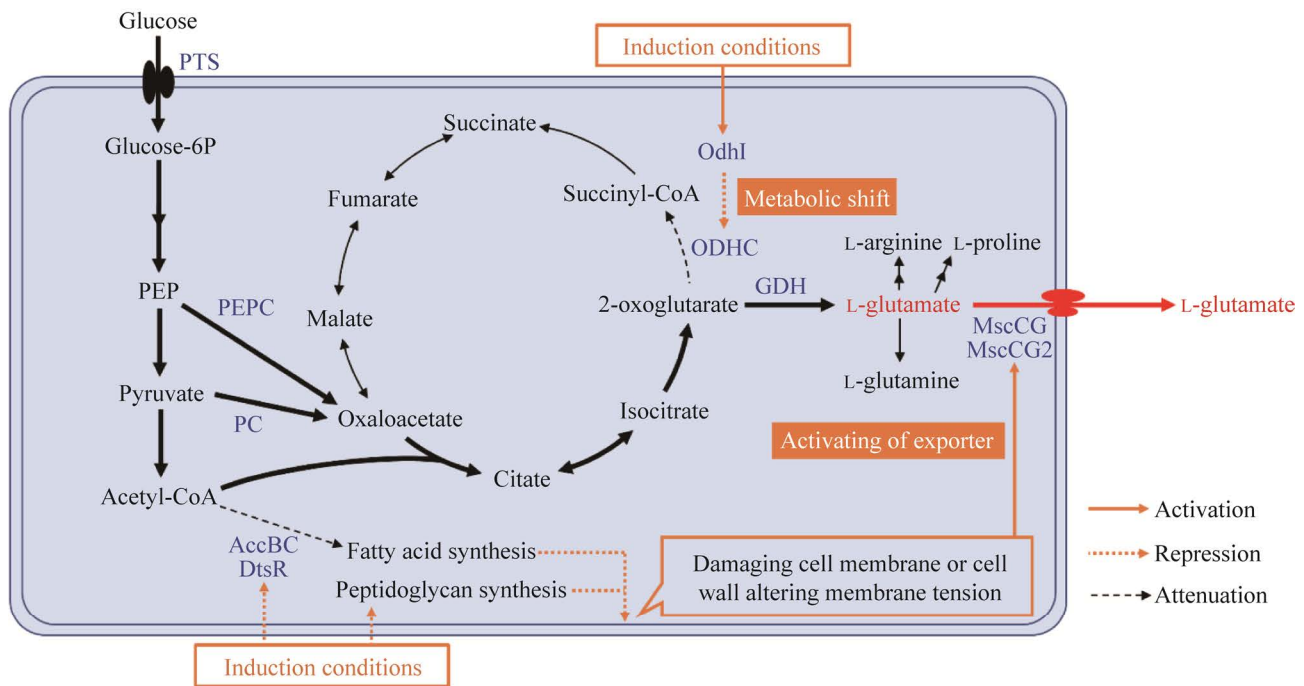 Glucose
PTS
Induction conditions
Glucose-6P
Succinate
OdhI
Succinyl-CoA
Metabolic shift
Fumarate
ODHC
L-arginine
L-proline
PEP
PEPC
Malate
2-oxoglutarate
GDH
L-glutamate
L-glutamate
MscCG
MscCG2
L-glutamine
Pyruvate
PC
Oxaloacetate
Isocitrate
Activating of exporter
Acetyl-CoA
Citate
AccBC
DtsR
Fatty acid synthesis
Peptidoglycan synthesis
Damaging cell membrane or cell
wall altering membrane tension
Activation
Repression
Attenuation
Induction conditions